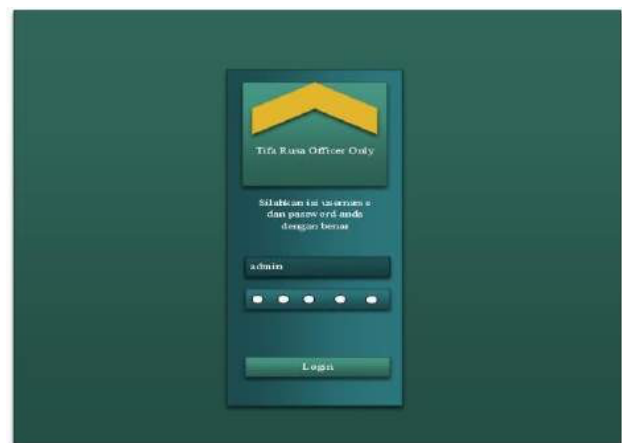 Tifa Rusa Officer Only
Silahkan isi username
dan password anda
dengan benar
admin
Login